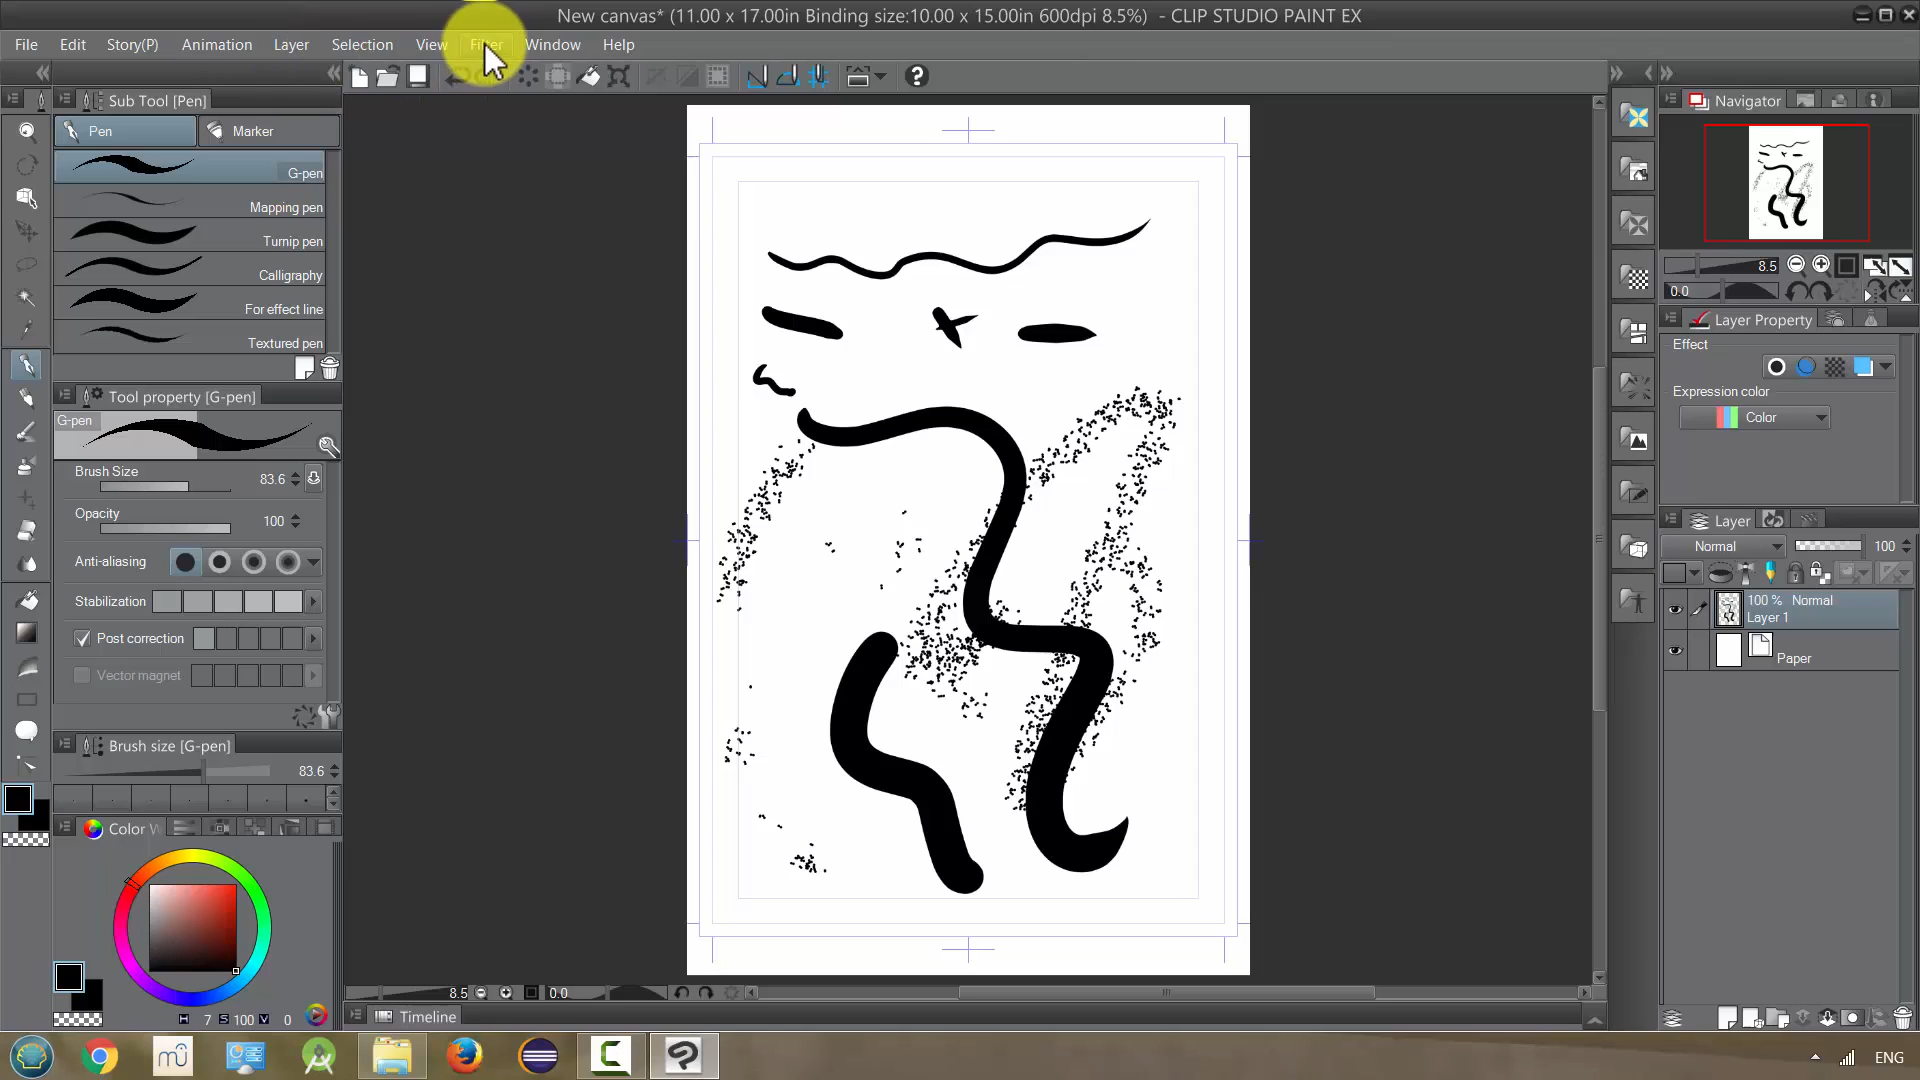 New canvas* (11.00 x 17.00in Binding size:10.00 x 15.00in 600dpi 8.5%) - CLIP STUDIO PAINT EX
File Edit Story(P) Animation Layer Selection View Filter Window Help
Sub Tool [Pen]
Pen Marker
G-pen
Mapping pen
Turnip pen
Calligraphy
For effect line
Textured pen
Tool property [G-pen]
G-pen
Brush Size 83.6
Opacity 100
Anti-aliasing
Stabilization
Post correction
Vector magnet
Brush size [G-pen]
83.6
Color W
H 7 S 100 V 0
8.5 0.0
Timeline
Navigator
8.5
0.0
Layer Property
Effect
Expression color
Color
Layer
Normal 100
100 % Normal
Layer 1
Paper
ENG